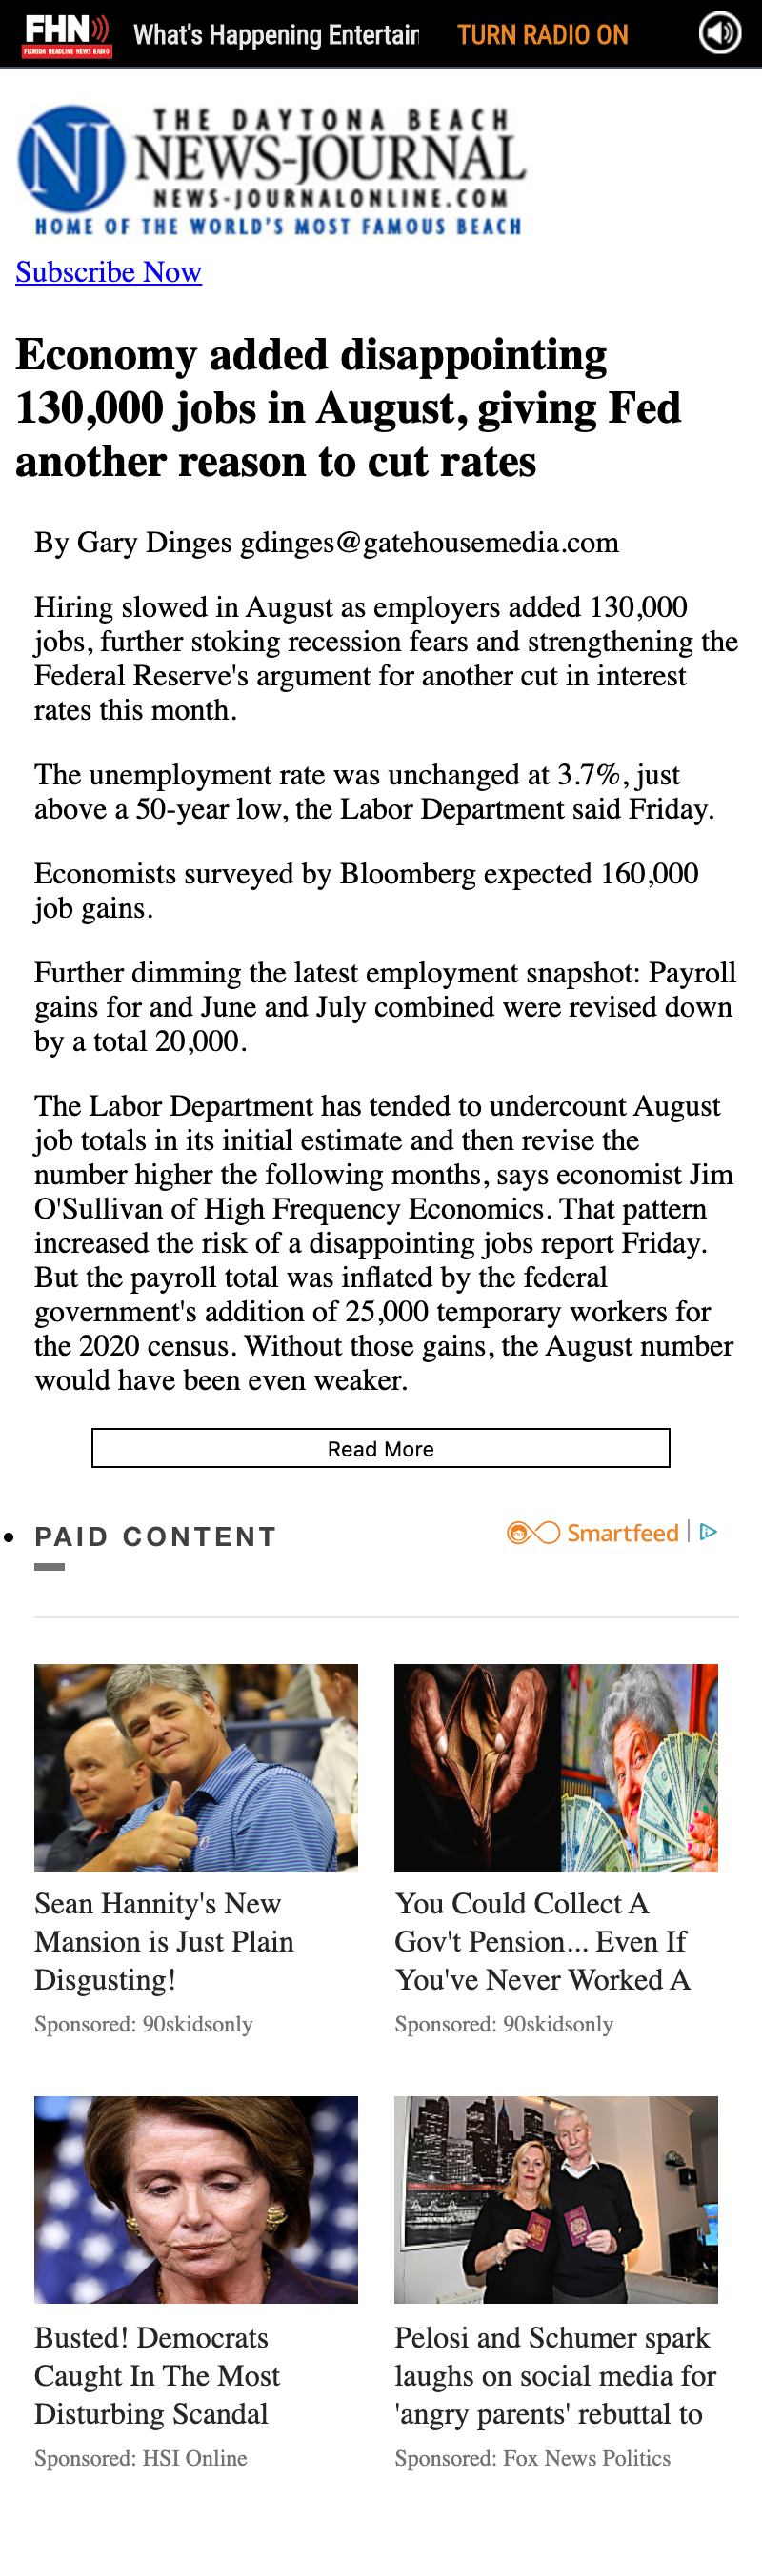 FHN
FLORIDA HEADLINE NEWS RADIO
What's Happening Entertain
TURN RADIO ON
NJ
THE DAYTONA BEACH
NEWS-JOURNAL
NEWS-JOURNALONLINE.COM
HOME OF THE WORLD'S MOST FAMOUS BEACH
Subscribe Now
Economy added disappointing
130,000 jobs in August, giving Fed
another reason to cut rates
By Gary Dinges gdinges@gatehousemedia.com
Hiring slowed in August as employers added 130,000
jobs, further stoking recession fears and strengthening the
Federal Reserve's argument for another cut in interest
rates this month.
The unemployment rate was unchanged at 3.7%, just
above a 50-year low, the Labor Department said Friday.
Economists surveyed by Bloomberg expected 160,000
job gains.
Further dimming the latest employment snapshot: Payroll
gains for and June and July combined were revised down
by a total 20,000.
The Labor Department has tended to undercount August
job totals in its initial estimate and then revise the
number higher the following months, says economist Jim
O'Sullivan of High Frequency Economics. That pattern
increased the risk of a disappointing jobs report Friday.
But the payroll total was inflated by the federal
government's addition of 25,000 temporary workers for
the 2020 census. Without those gains, the August number
would have been even weaker.
Read More
PAID CONTENT
Smartfeed
Sean Hannity's New
Mansion is Just Plain
Disgusting!
Sponsored: 90skidsonly
You Could Collect A
Gov't Pension... Even If
You've Never Worked A
Sponsored: 90skidsonly
Busted! Democrats
Caught In The Most
Disturbing Scandal
Sponsored: HSI Online
Pelosi and Schumer spark
laughs on social media for
'angry parents' rebuttal to
Sponsored: Fox News Politics